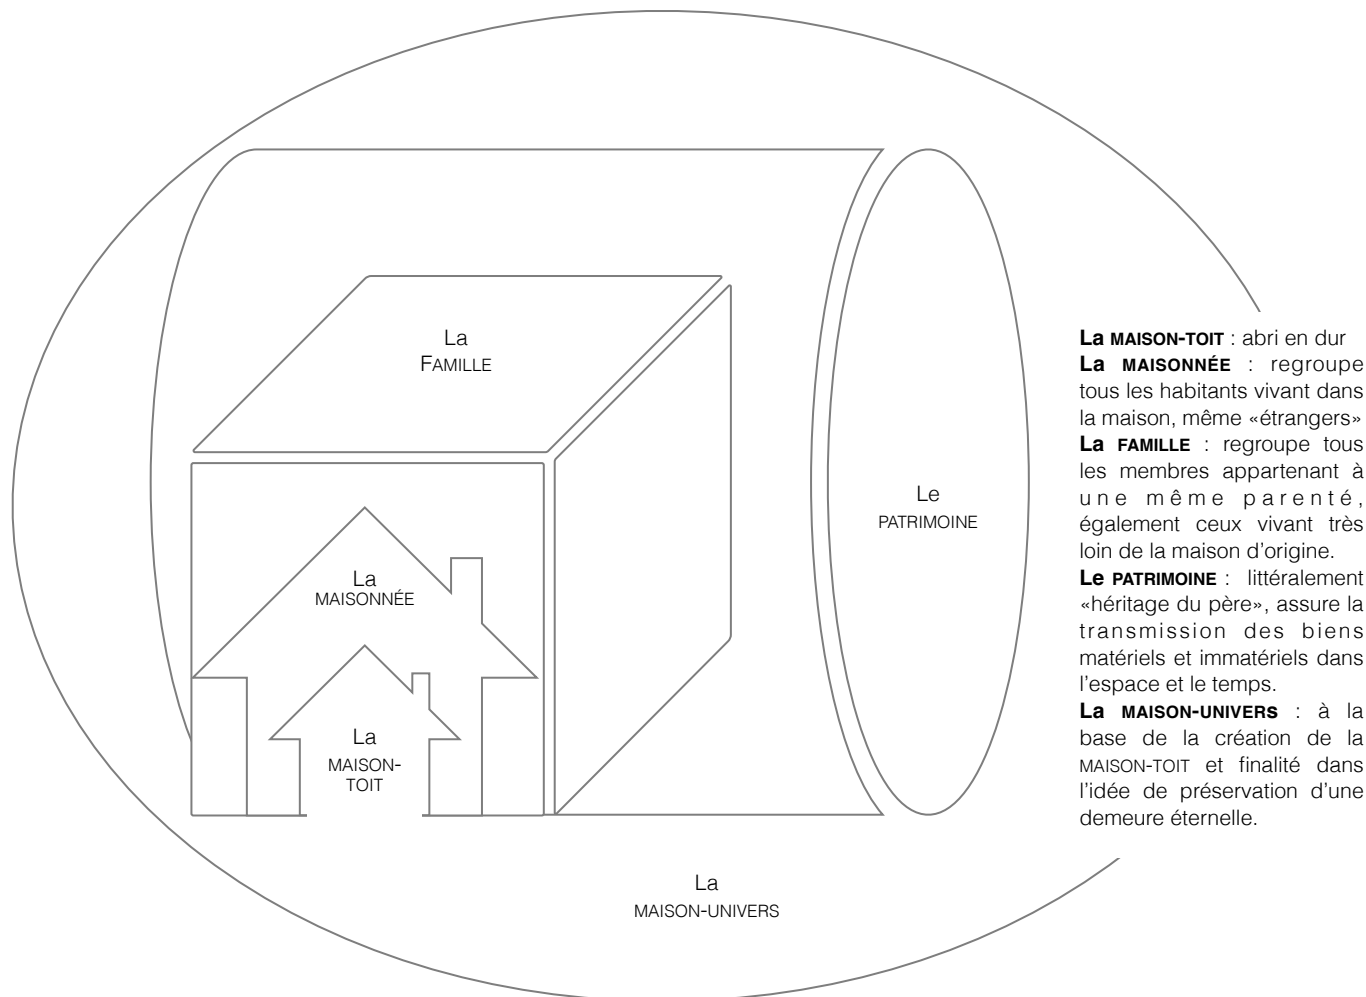 La
FAMILLE
La
MAISONNÉE
La
MAISON-
TOIT
Le
PATRIMOINE
La
MAISON-UNIVERS
La MAISON-TOIT : abri en dur
La MAISONNÉE : regroupe
tous les habitants vivant dans
la maison, même «étrangers»
La FAMILLE : regroupe tous
les membres appartenant à
une même parenté,
également ceux vivant très
loin de la maison d'origine.
Le PATRIMOINE : littéralement
«héritage du père», assure la
transmission des biens
matériels et immatériels dans
l'espace et le temps.
La MAISON-UNIVERs : à la
base de la création de la
MAISON-TOIT et finalité dans
l'idée de préservation d'une
demeure éternelle.